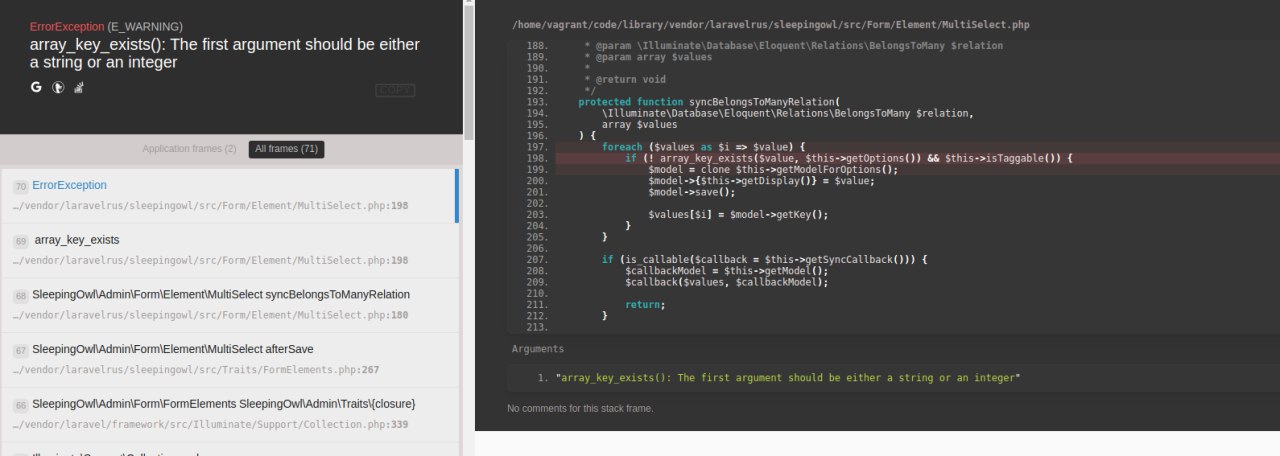 ErrorException (E_WARNING)
array_key_exists(): The first argument should be either
a string or an integer
COPY
Application frames (2) All frames (71)
70 ErrorException
…/vendor/laravelrus/sleepingowl/src/Form/Element/MultiSelect.php:198
69 array_key_exists
…/vendor/laravelrus/sleepingowl/src/Form/Element/MultiSelect.php:198
68 SleepingOwl\Admin\Form\Element\MultiSelect syncBelongsToManyRelation
…/vendor/laravelrus/sleepingowl/src/Form/Element/MultiSelect.php:180
67 SleepingOwl\Admin\Form\Element\MultiSelect afterSave
…/vendor/laravelrus/sleepingowl/src/Traits/FormElements.php:267
66 SleepingOwl\Admin\Form\FormElements SleepingOwl\Admin\Traits\{closure}
…/vendor/laravel/framework/src/Illuminate/Support/Collection.php:339
/home/vagrant/code/library/vendor/laravelrus/sleepingowl/src/Form/Element/MultiSelect.php
188. * @param \Illuminate\Database\Eloquent\Relations\BelongsToMany $relation
189. * @param array $values
190. *
191. * @return void
192. */
193. protected function syncBelongsToManyRelation(
194. \Illuminate\Database\Eloquent\Relations\BelongsToMany $relation,
195. array $values
196. ) {
197. foreach ($values as $i => $value) {
198. if (! array_key_exists($value, $this->getOptions()) && $this->isTaggable()) {
199. $model = clone $this->getModelForOptions();
200. $model->{$this->getDisplay()} = $value;
201. $model->save();
202.
203. $values[$i] = $model->getKey();
204. }
205. }
206.
207. if (is_callable($callback = $this->getSyncCallback())) {
208. $callbackModel = $this->getModel();
209. $callback($values, $callbackModel);
210.
211. return;
212. }
213.
Arguments
1. "array_key_exists(): The first argument should be either a string or an integer"
No comments for this stack frame.